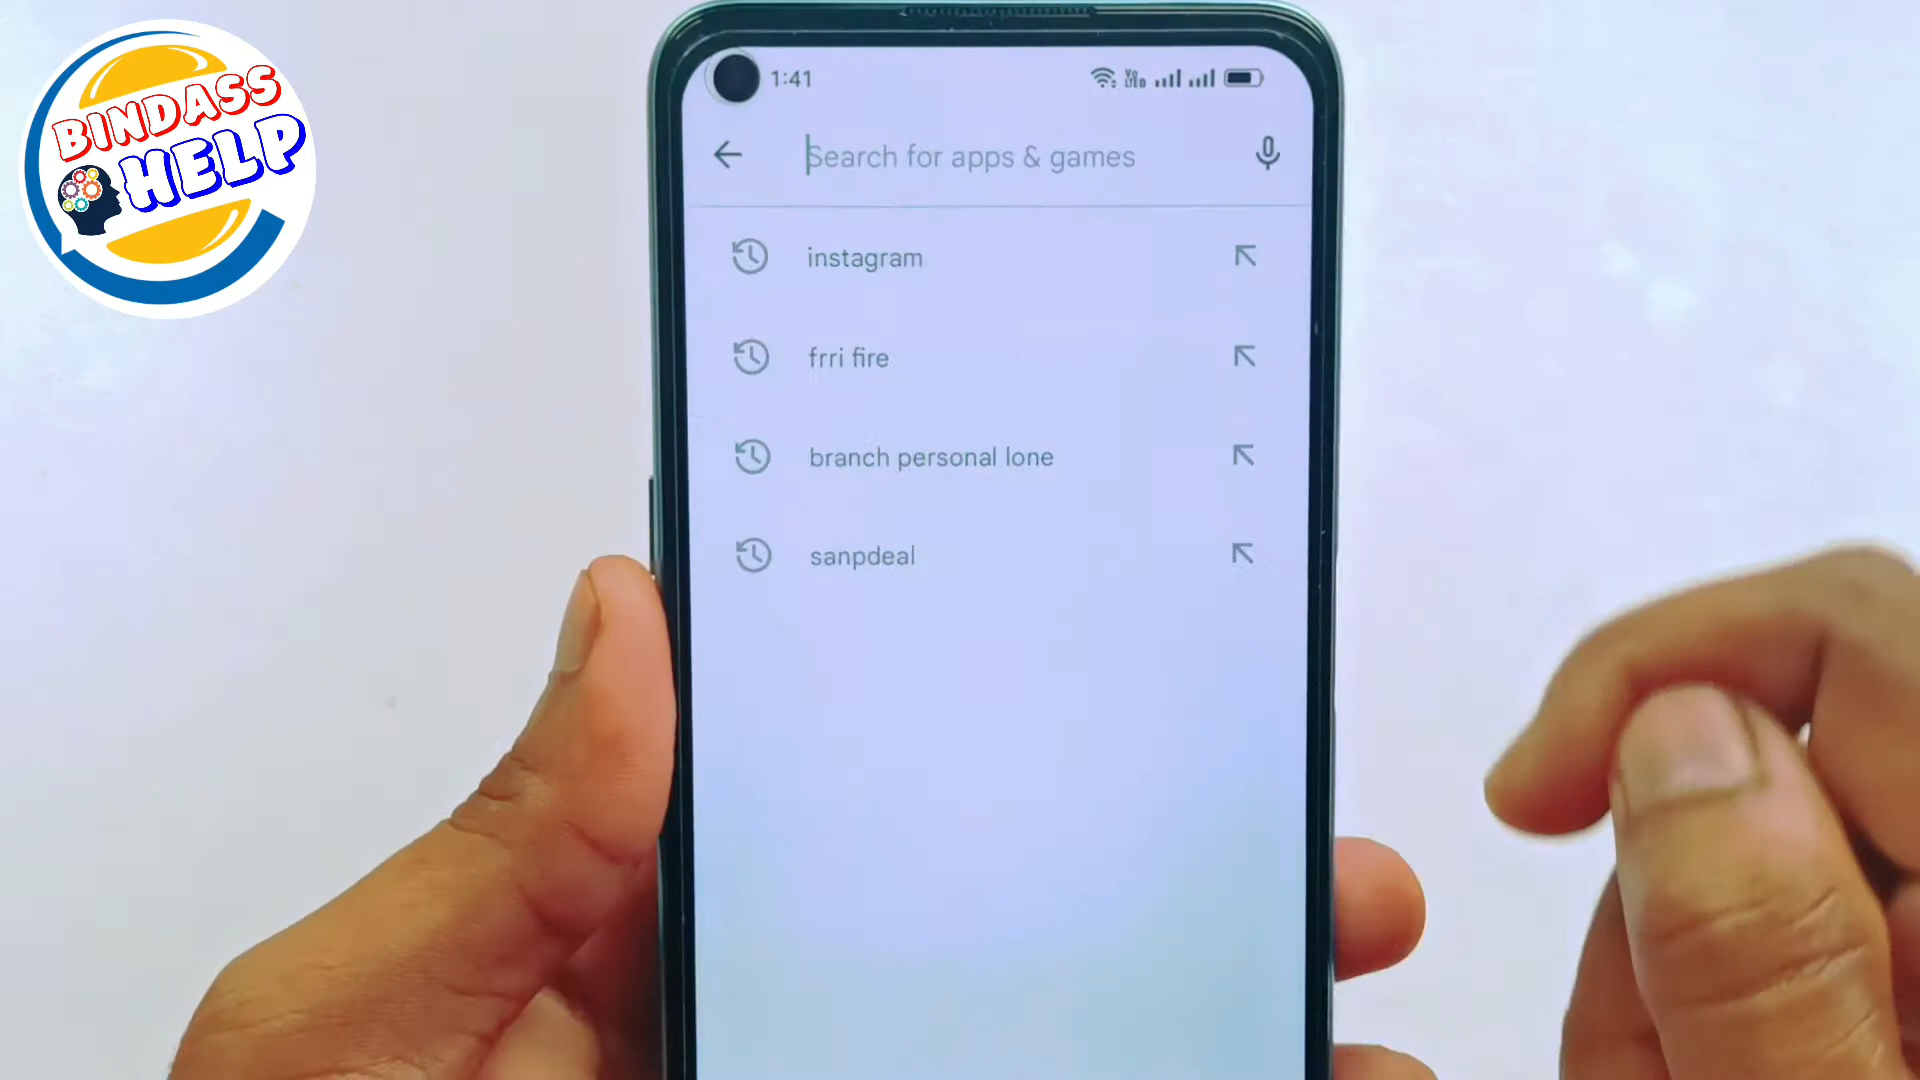 BINDASS
HELP
1:41
Search for apps & games
instagram
frri fire
branch personal lone
sanpdeal